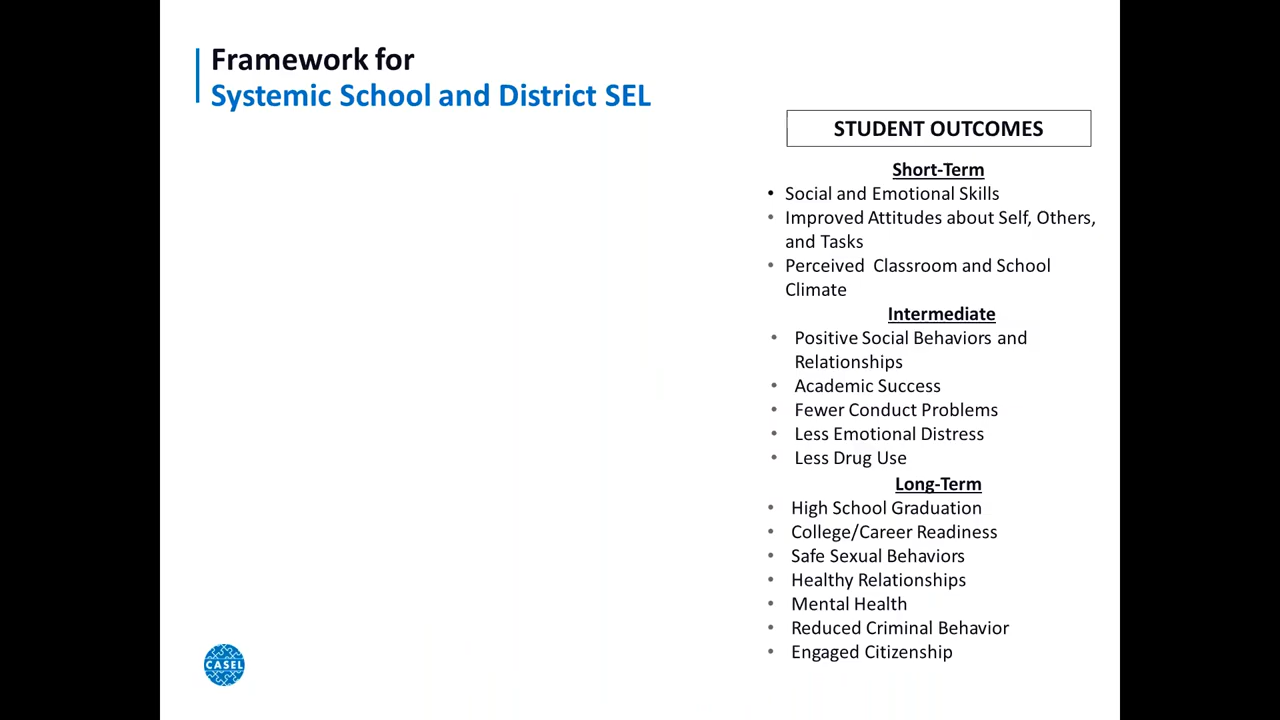 Framework for
Systemic School and District SEL
STUDENT OUTCOMES
Short-Term
• Social and Emotional Skills
• Improved Attitudes about Self, Others,
and Tasks
• Perceived  Classroom and School
Climate
Intermediate
• Positive Social Behaviors and
Relationships
• Academic Success
• Fewer Conduct Problems
• Less Emotional Distress
• Less Drug Use
Long-Term
• High School Graduation
• College/Career Readiness
• Safe Sexual Behaviors
• Healthy Relationships
• Mental Health
• Reduced Criminal Behavior
• Engaged Citizenship
CASEL